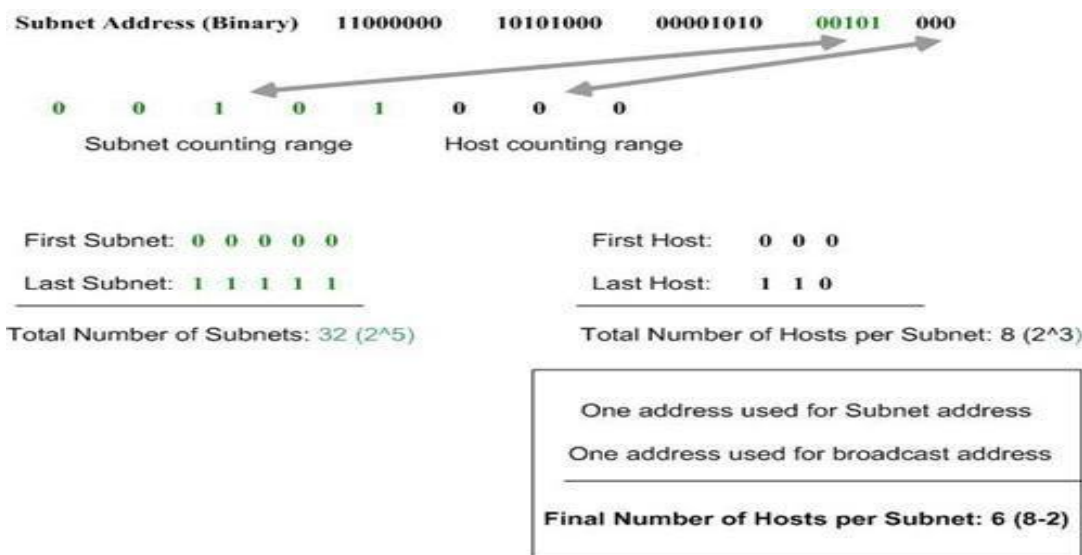 Subnet Address (Binary) 11000000 10101000 00001010 00101 000
0 0 1 0 1 0 0 0
Subnet counting range Host counting range
First Subnet: 0 0 0 0 0
Last Subnet: 1 1 1 1 1
Total Number of Subnets: 32 (2^5)
First Host: 0 0 0
Last Host: 1 1 0
Total Number of Hosts per Subnet: 8 (2^3)
One address used for Subnet address
One address used for broadcast address
Final Number of Hosts per Subnet: 6 (8-2)